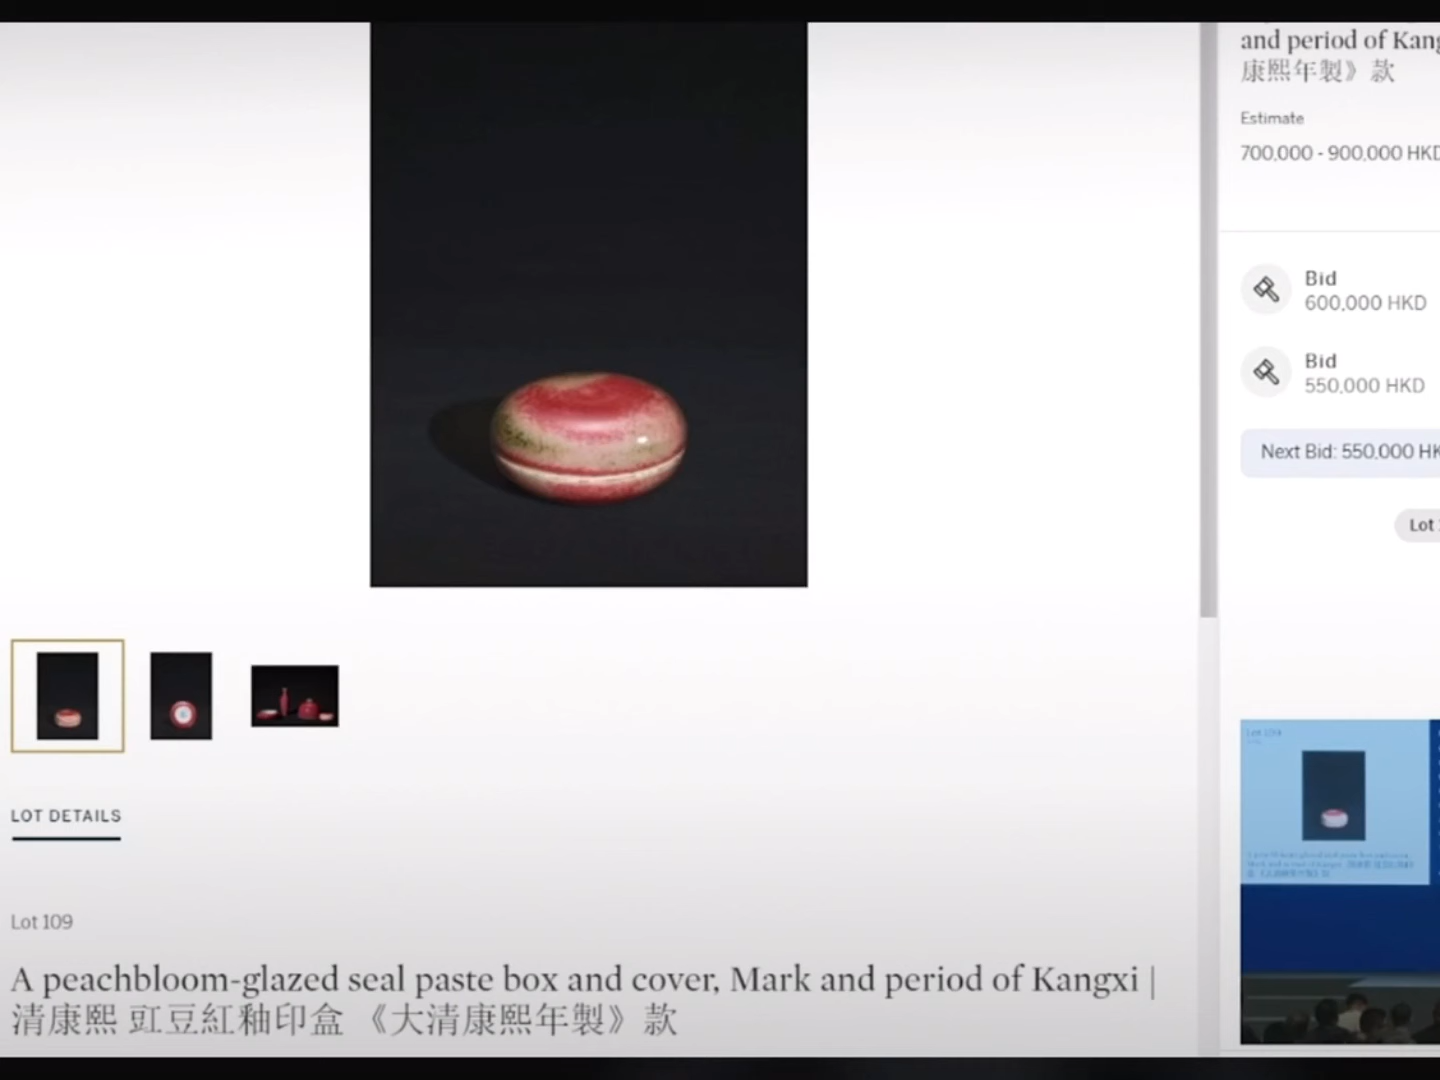 and period of Kang
康熙年製》款
Estimate
700,000 - 900,000 HKD
Bid
600,000 HKD
Bid
550,000 HKD
Next Bid: 550,000 HK
Lot
LOT DETAILS
Lot 109
A peachbloom-glazed seal paste box and cover, Mark and period of Kangxi |
清康熙 豇豆紅釉印盒 《大清康熙年製》款